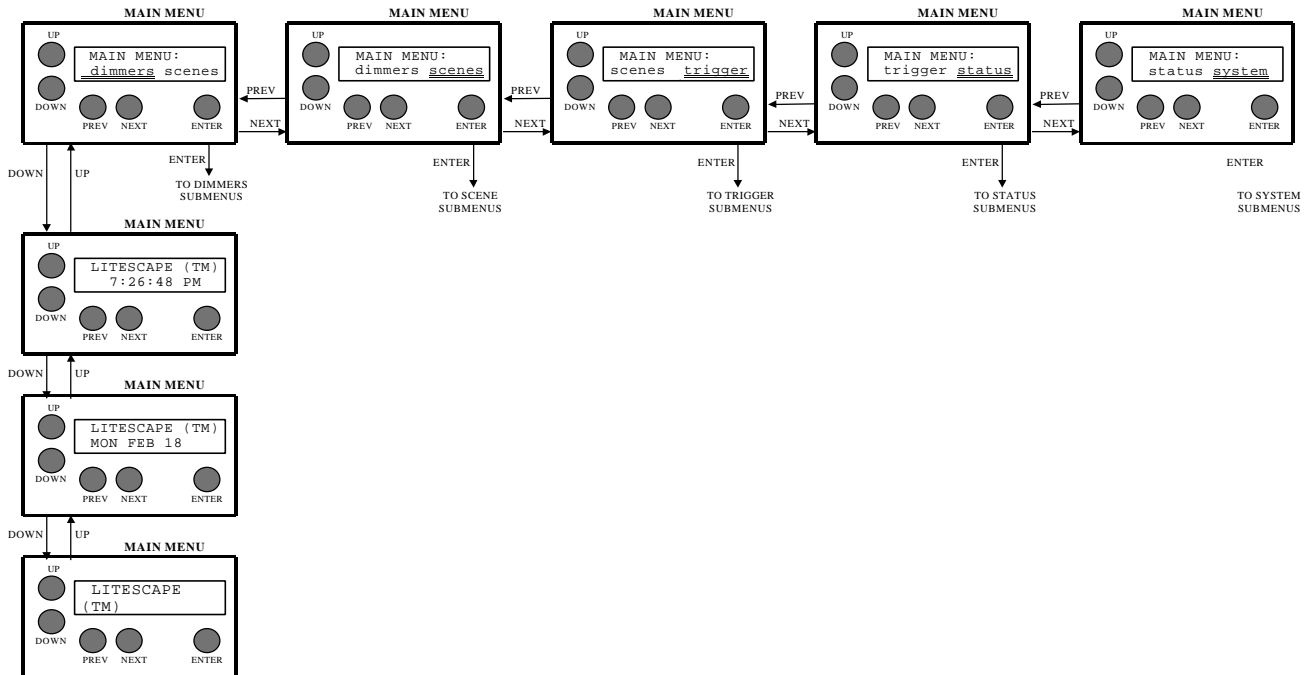 MAIN MENU
UP
MAIN MENU:
dimmers scenes
DOWN
PREV NEXT ENTER
PREV
NEXT
MAIN MENU
UP
MAIN MENU:
dimmers scenes
DOWN
PREV NEXT ENTER
PREV
NEXT
MAIN MENU
UP
MAIN MENU:
scenes trigger
DOWN
PREV NEXT ENTER
PREV
NEXT
MAIN MENU
UP
MAIN MENU:
trigger status
DOWN
PREV NEXT ENTER
PREV
NEXT
MAIN MENU
UP
MAIN MENU:
status system
DOWN
PREV NEXT ENTER
DOWN UP
ENTER
TO DIMMERS
SUBMENUS
ENTER
TO SCENE
SUBMENUS
ENTER
TO TRIGGER
SUBMENUS
ENTER
TO STATUS
SUBMENUS
ENTER
TO SYSTEM
SUBMENUS
MAIN MENU
UP
LITESCAPE (TM)
7:26:48 PM
DOWN
PREV NEXT ENTER
DOWN UP
MAIN MENU
UP
LITESCAPE (TM)
MON FEB 18
DOWN
PREV NEXT ENTER
DOWN UP
MAIN MENU
UP
LITESCAPE
(TM)
DOWN
PREV NEXT ENTER